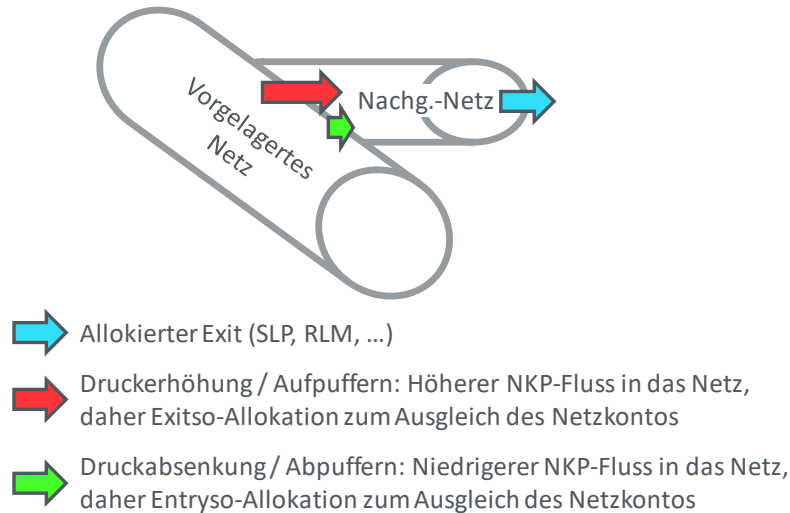 Vorgelagertes
Netz
Nachg.-Netz
Allokierter Exit (SLP, RLM, …)
Druckerhöhung / Aufpuffern: Höherer NKP-Fluss in das Netz,
daher Exitso-Allokation zum Ausgleich des Netzkontos
Druckabsenkung / Abpuffern: Niedrigerer NKP-Fluss in das Netz,
daher Entryso-Allokation zum Ausgleich des Netzkontos